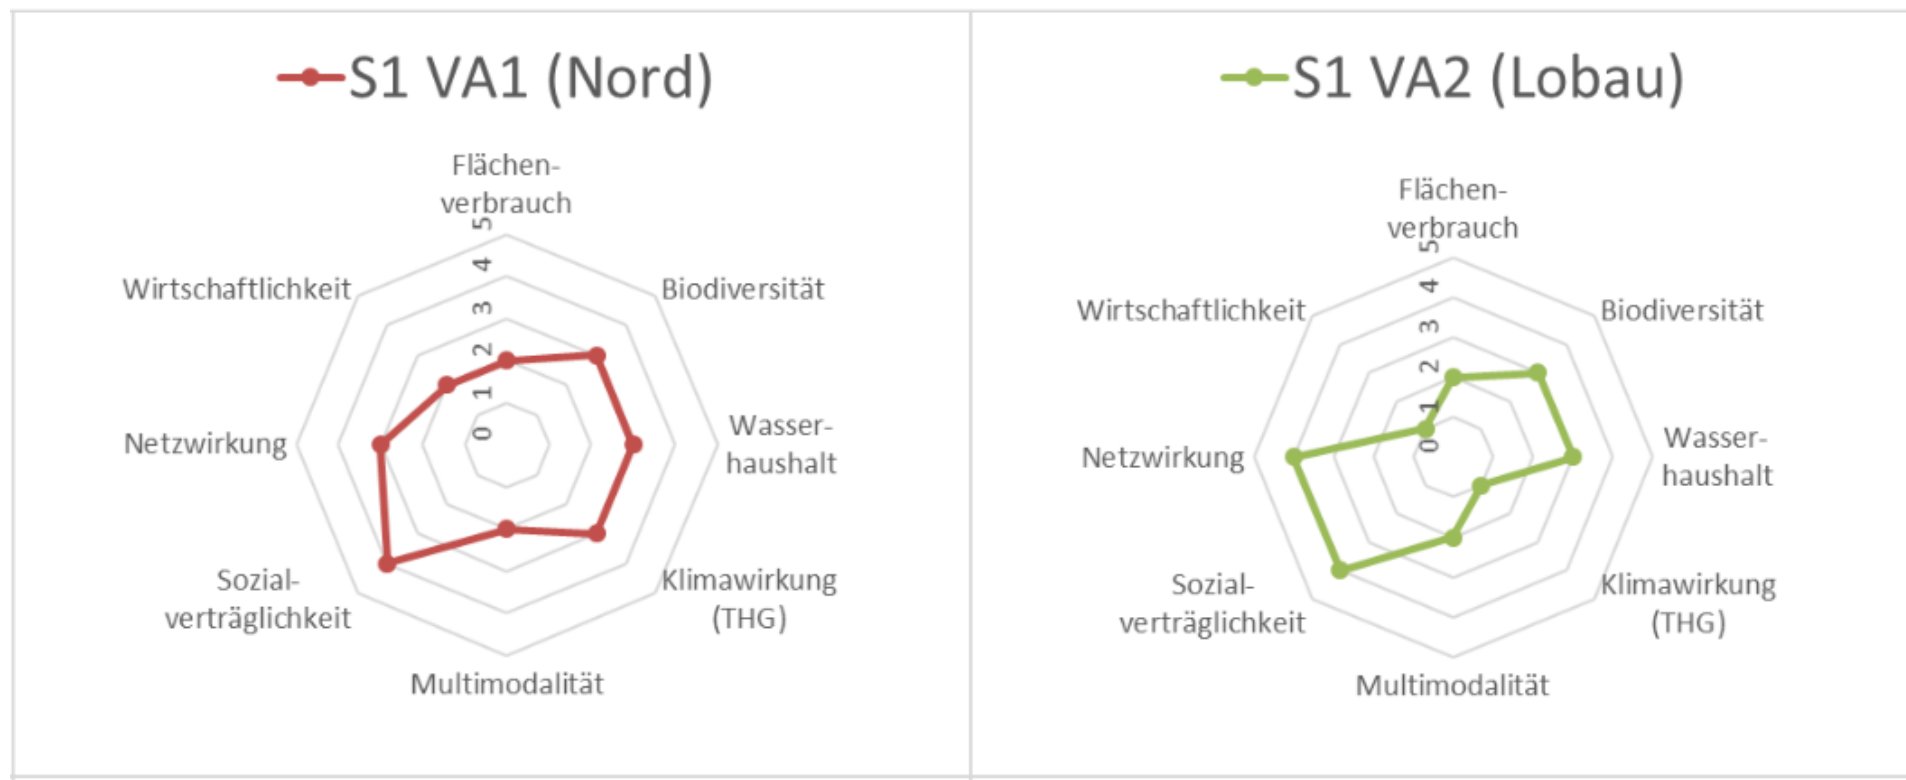 S1 VA1 (Nord)
Flächen-
verbrauch
Biodiversität
Wasser-
haushalt
Klimawirkung
(THG)
Multimodalität
Sozial-
verträglichkeit
Netzwirkung
Wirtschaftlichkeit
5
4
3
2
1
0
S1 VA2 (Lobau)
Flächen-
verbrauch
Biodiversität
Wasser-
haushalt
Klimawirkung
(THG)
Multimodalität
Sozial-
verträglichkeit
Netzwirkung
Wirtschaftlichkeit
5
4
3
2
1
0